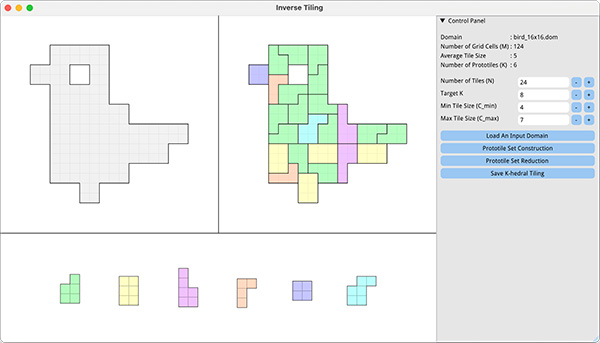 Inverse Tiling
Control Panel
Domain : bird_16x16.dom
Number of Grid Cells (M) : 124
Average Tile Size : 5
Number of Prototiles (K) : 6
Number of Tiles (N) 24 - +
Target K 8 - +
Min Tile Size (C_min) 4 - +
Max Tile Size (C_max) 7 - +
Load An Input Domain
Prototile Set Construction
Prototile Set Reduction
Save K-hedral Tiling